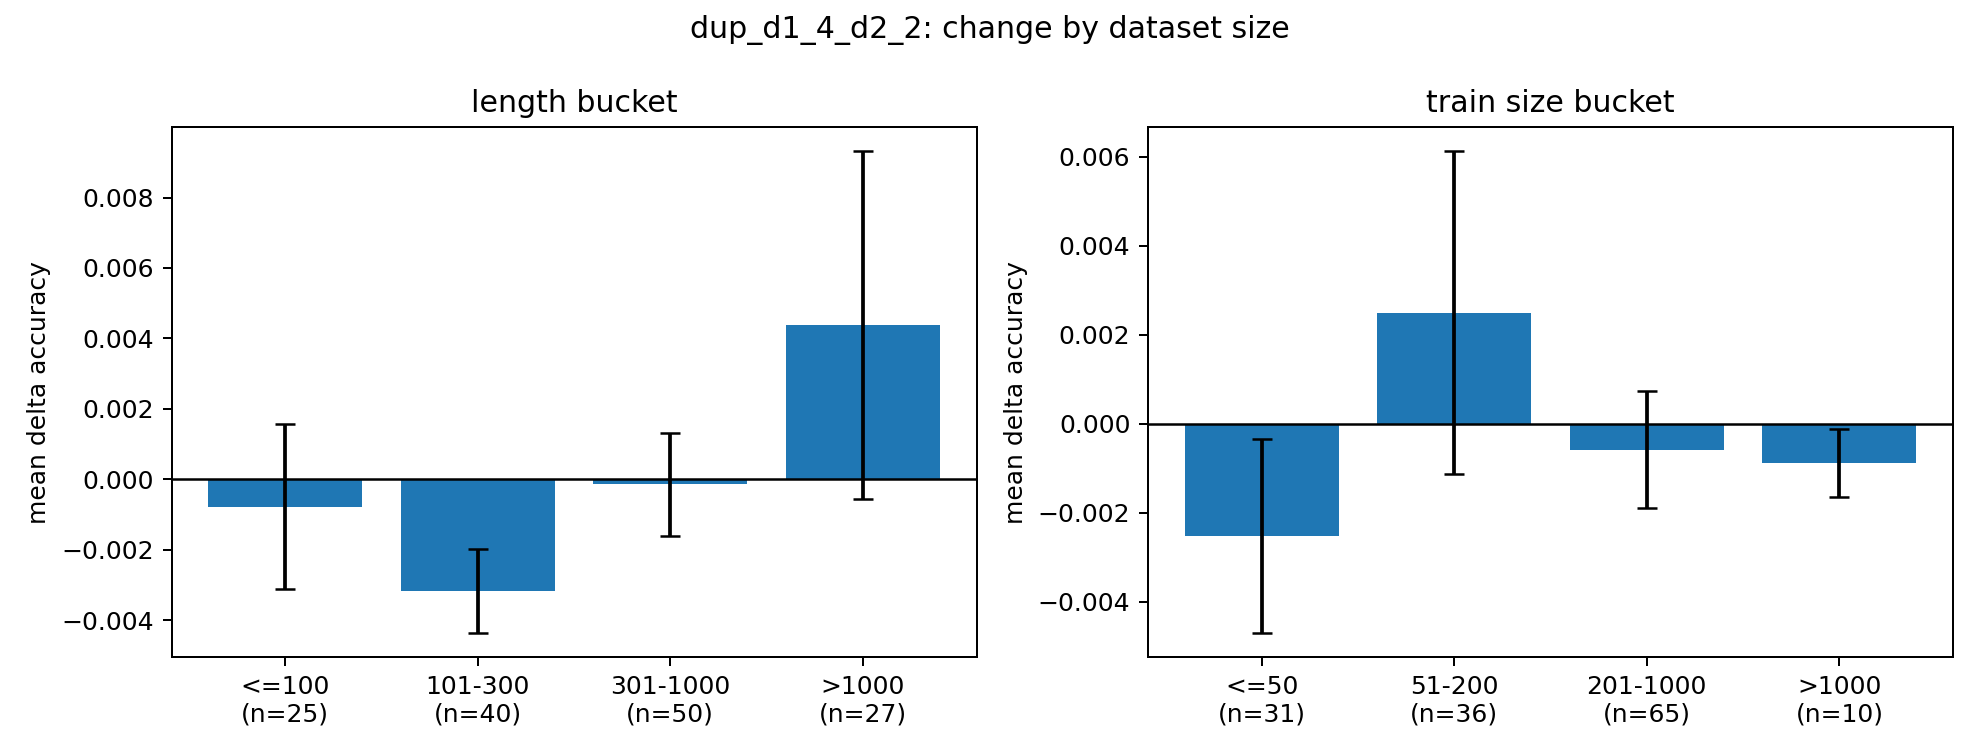 dup_d1_4_d2_2: change by dataset size
length bucket
mean delta accuracy
0.008
0.006
0.004
0.002
0.000
−0.002
−0.004
<=100 101-300 301-1000 >1000
(n=25) (n=40) (n=50) (n=27)
train size bucket
mean delta accuracy
0.006
0.004
0.002
0.000
−0.002
−0.004
<=50 51-200 201-1000 >1000
(n=31) (n=36) (n=65) (n=10)